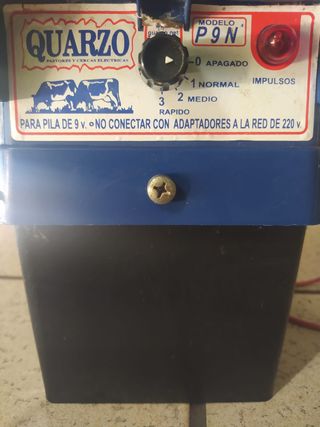 QUARZO
PASTORES Y CERCAS ELECTRICAS
MODELO
P9N
0 APAGADO
1 NORMAL
2 MEDIO
3
RAPIDO
IMPULSOS
PARA PILA DE 9 v. o NO CONECTAR CON ADAPTADORES A LA RED DE 220 v.